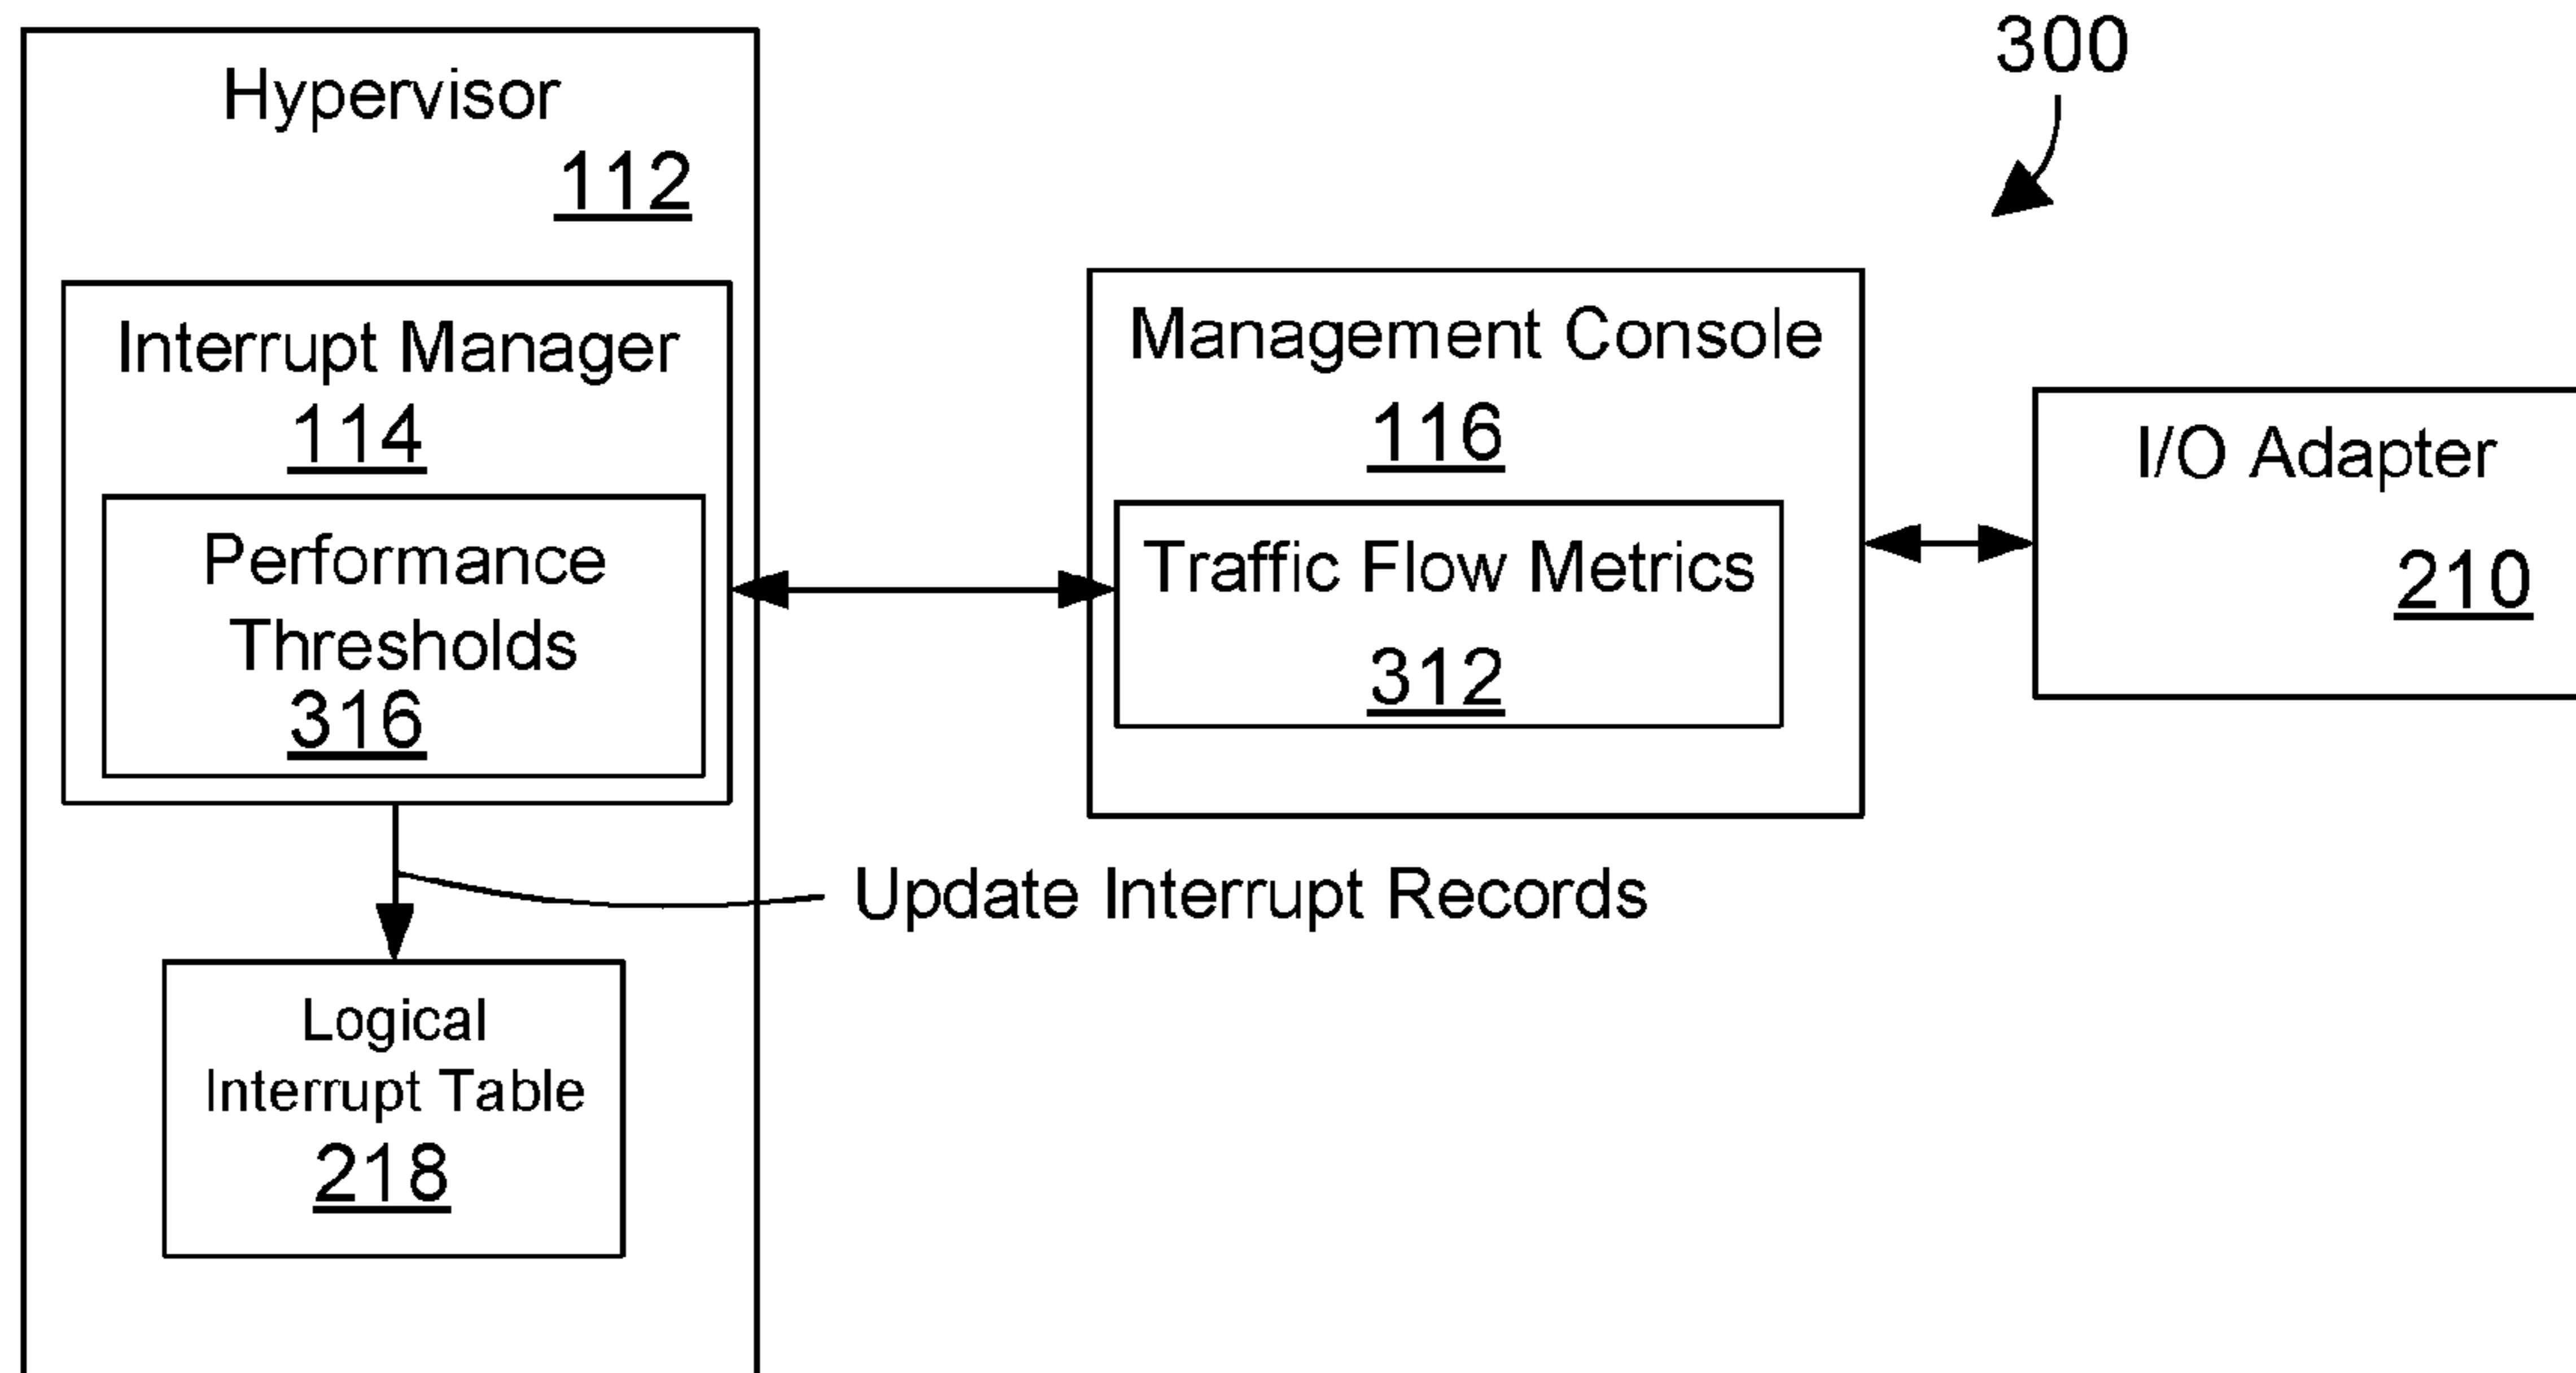 300
Hypervisor
112
Interrupt Manager
114
Performance
Thresholds
316
Management Console
116
Traffic Flow Metrics
312
I/O Adapter
210
Update Interrupt Records
Logical
Interrupt Table
218